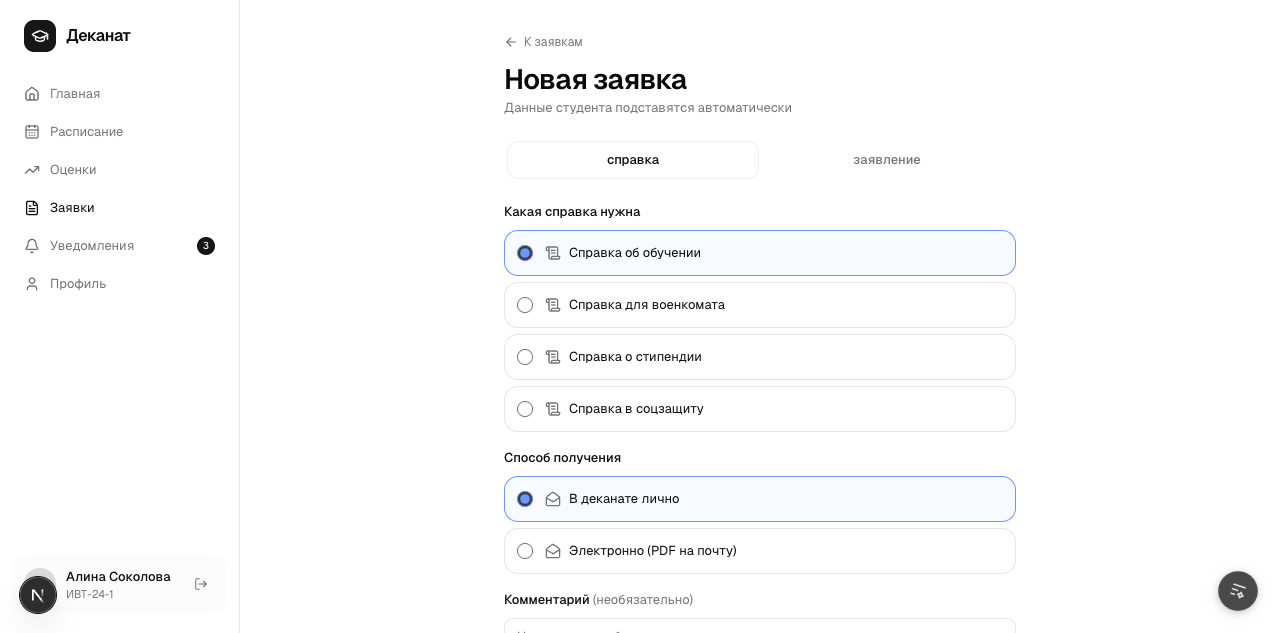 Деканат
Главная
Расписание
Оценки
Заявки
Уведомления 3
Профиль
Алина Соколова
ИВТ-24-1
N
К заявкам
Новая заявка
Данные студента подставятся автоматически
справка заявление
Какая справка нужна
Справка об обучении
Справка для военкомата
Справка о стипендии
Справка в соцзащиту
Способ получения
В деканате лично
Электронно (PDF на почту)
Комментарий (необязательно)